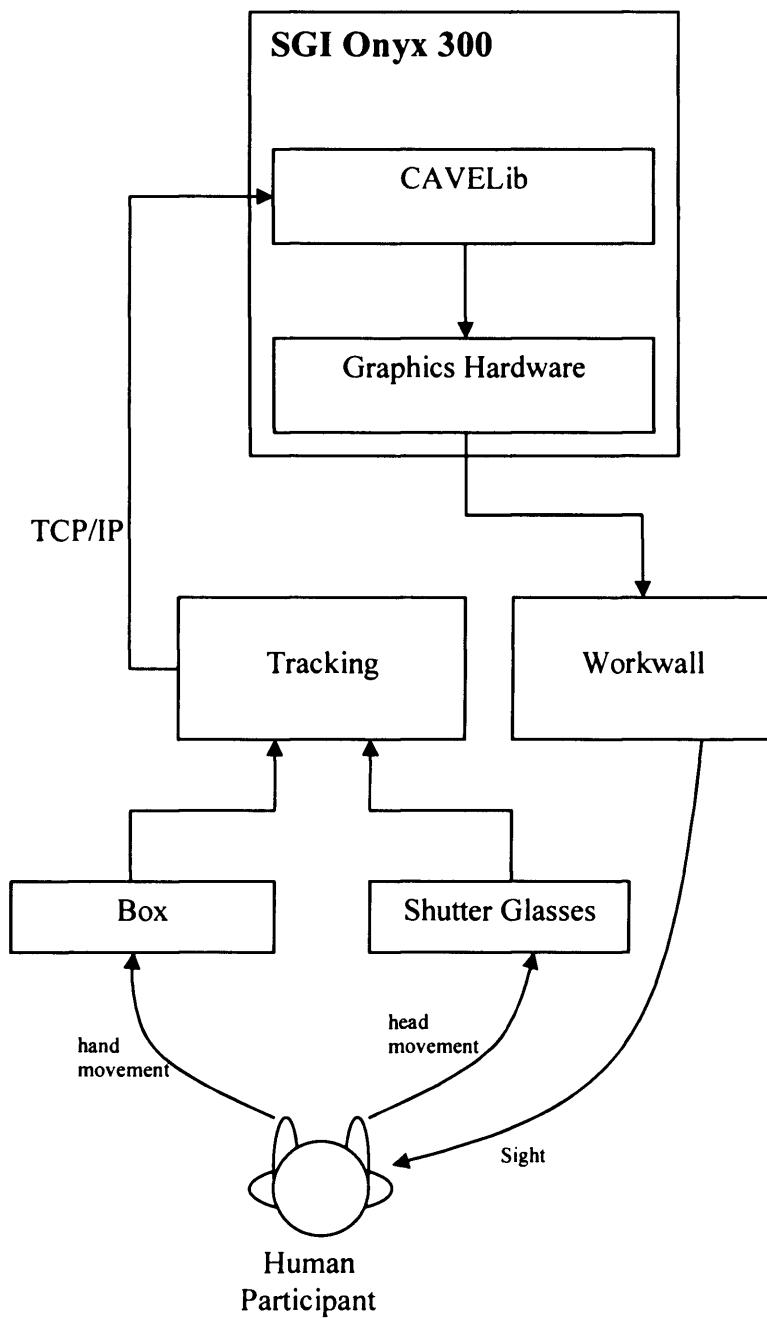 SGI Onyx 300
CAVELib
Graphics Hardware
TCP/IP
Tracking
Workwall
Box
Shutter Glasses
hand
movement
head
movement
Sight
Human
Participant